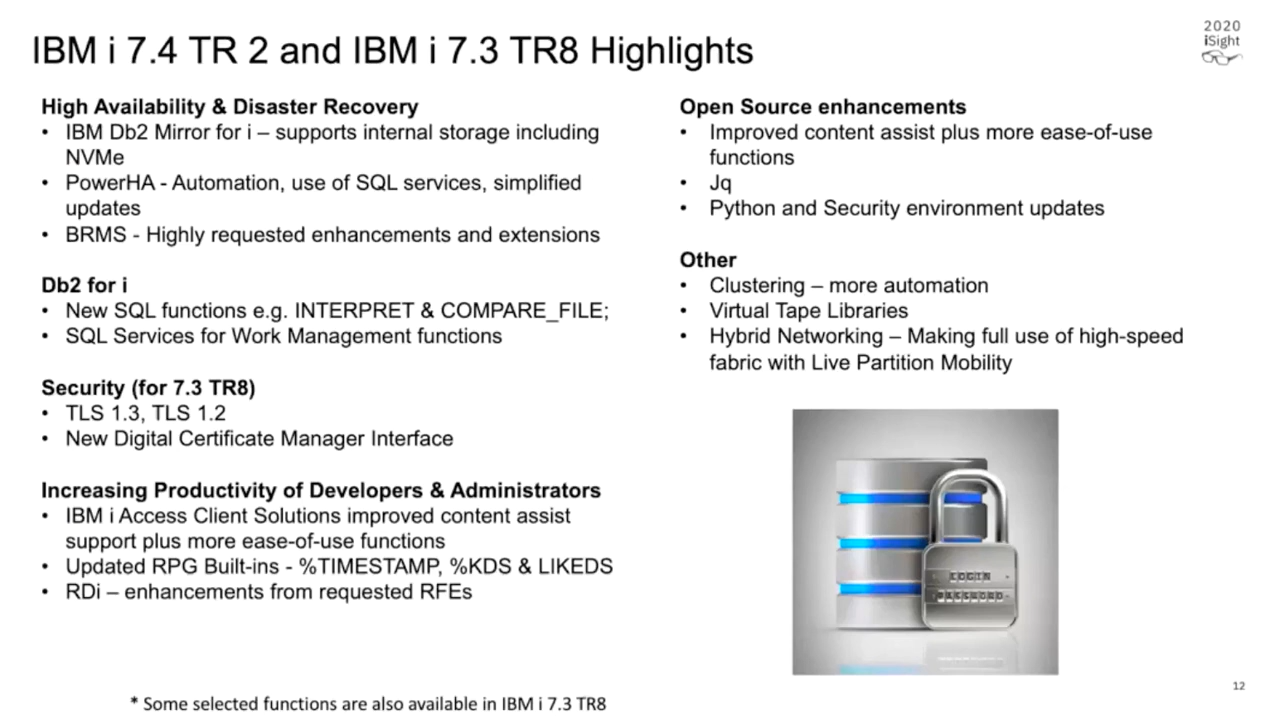 IBM i 7.4 TR 2 and IBM i 7.3 TR8 Highlights
2020
iSight
High Availability & Disaster Recovery
• IBM Db2 Mirror for i – supports internal storage including
NVMe
• PowerHA - Automation, use of SQL services, simplified
updates
• BRMS - Highly requested enhancements and extensions
Db2 for i
• New SQL functions e.g. INTERPRET & COMPARE_FILE;
• SQL Services for Work Management functions
Security (for 7.3 TR8)
• TLS 1.3, TLS 1.2
• New Digital Certificate Manager Interface
Increasing Productivity of Developers & Administrators
• IBM i Access Client Solutions improved content assist
support plus more ease-of-use functions
• Updated RPG Built-ins - %TIMESTAMP, %KDS & LIKEDS
• RDi – enhancements from requested RFEs
Open Source enhancements
• Improved content assist plus more ease-of-use
functions
• Jq
• Python and Security environment updates
Other
• Clustering – more automation
• Virtual Tape Libraries
• Hybrid Networking – Making full use of high-speed
fabric with Live Partition Mobility
LOGIN
PASSWORD
* Some selected functions are also available in IBM i 7.3 TR8
12